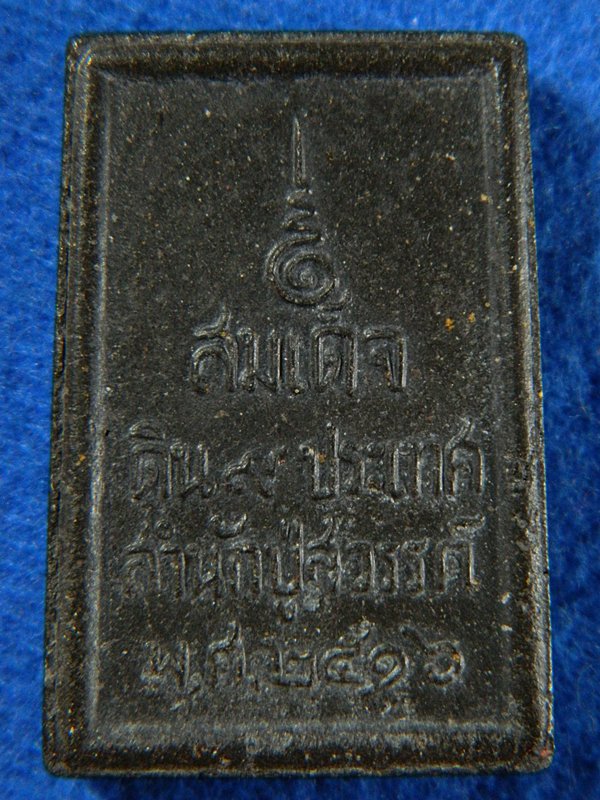 สมเด็จ
ดิน ๙๙ ประเทศ
สำนักปู่สวรรค์
พ.ศ.๒๕๑๖